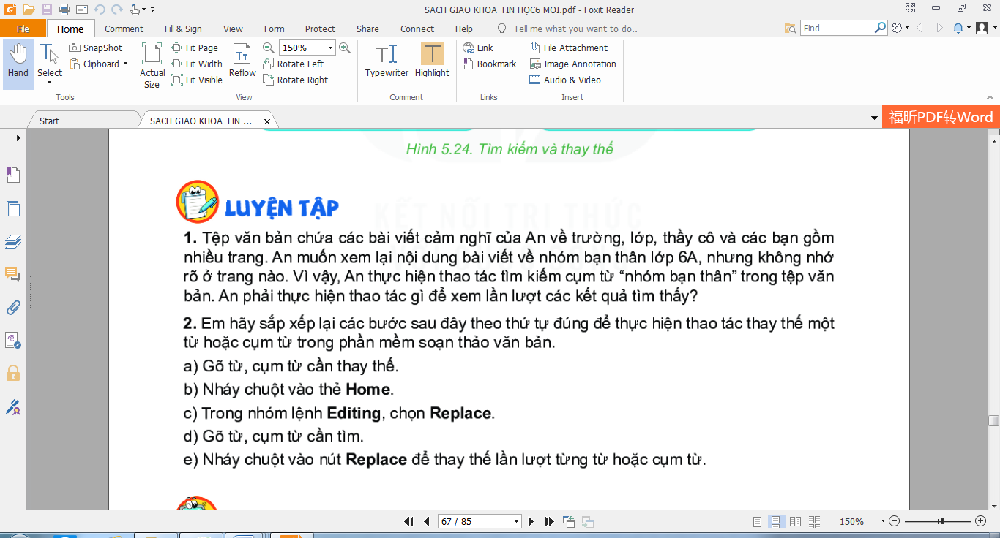 SACH GIAO KHOA TIN HỌC6 MOI.pdf - Foxit Reader
File Home Comment Fill & Sign View Form Protect Share Connect Help Tell me what you want to do.. Find
Hand Select SnapShot Clipboard Actual Size Fit Page Fit Width Fit Visible Reflow 150% Rotate Left Rotate Right Typewriter Highlight Link Bookmark File Attachment Image Annotation Audio & Video
Tools View Comment Links Insert
Start SACH GIAO KHOA TIN ... 福昕PDF转Word
Hình 5.24. Tìm kiếm và thay thế
KẾT NỐI TRI THỨC
LUYỆN TẬP
1. Tệp văn bản chứa các bài viết cảm nghĩ của An về trường, lớp, thầy cô và các bạn gồm
nhiều trang. An muốn xem lại nội dung bài viết về nhóm bạn thân lớp 6A, nhưng không nhớ
rõ ở trang nào. Vì vậy, An thực hiện thao tác tìm kiếm cụm từ “nhóm bạn thân” trong tệp văn
bản. An phải thực hiện thao tác gì để xem lần lượt các kết quả tìm thấy?
2. Em hãy sắp xếp lại các bước sau đây theo thứ tự đúng để thực hiện thao tác thay thế một
từ hoặc cụm từ trong phần mềm soạn thảo văn bản.
a) Gõ từ, cụm từ cần thay thế.
b) Nháy chuột vào thẻ Home.
c) Trong nhóm lệnh Editing, chọn Replace.
d) Gõ từ, cụm từ cần tìm.
e) Nháy chuột vào nút Replace để thay thế lần lượt từng từ hoặc cụm từ.
67 / 85 150%